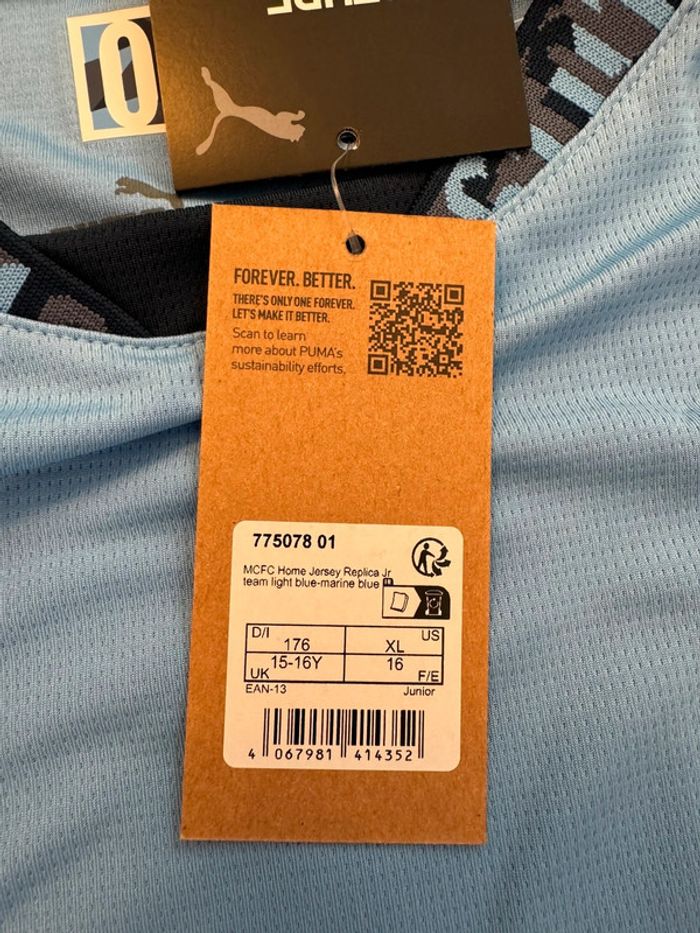 FOREVER. BETTER.
THERE'S ONLY ONE FOREVER.
LET'S MAKE IT BETTER.
Scan to learn
more about PUMA's
sustainability efforts.
775078 01
MCFC Home Jersey Replica Jr
team light blue-marine blue
FR
D/I 176 XL US
UK 15-16Y 16 F/E
EAN-13 Junior
4 067981 414352